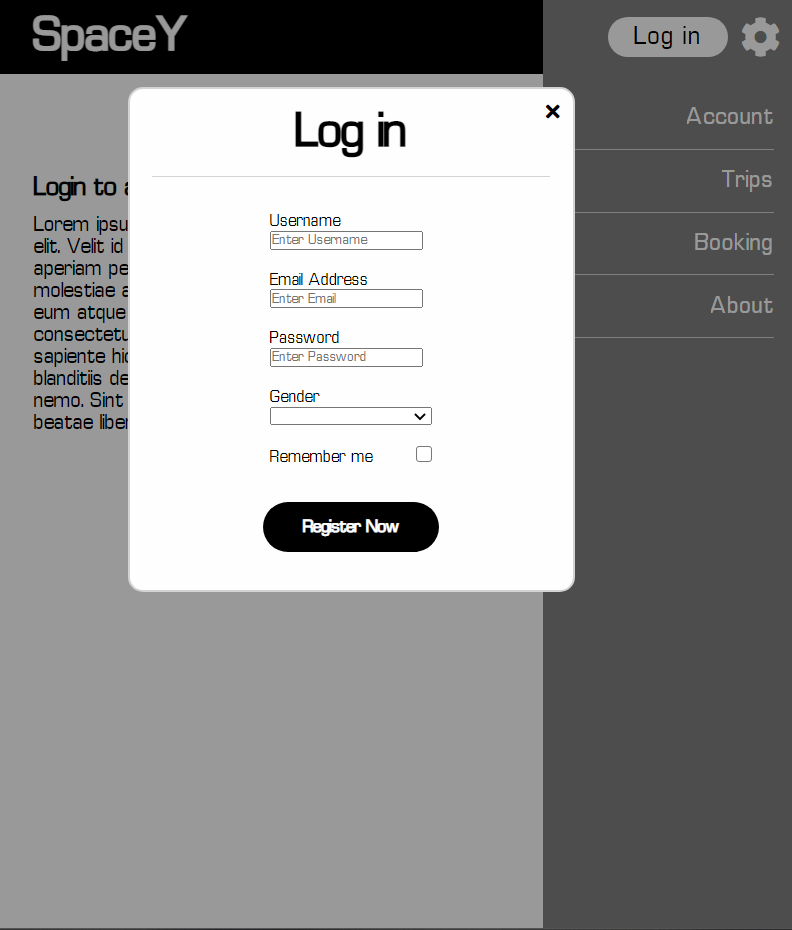 SpaceY
Log in
Account
Trips
Booking
About
Login to
Lorem ipsu
elit. Velit id
aperiam pe
molestiae a
eum atque
consectetu
sapiente hic
blanditiis de
nemo. Sint
beatae liber
Log in
Username
Enter Username
Email Address
Enter Email
Password
Enter Password
Gender
Remember me
Register Now